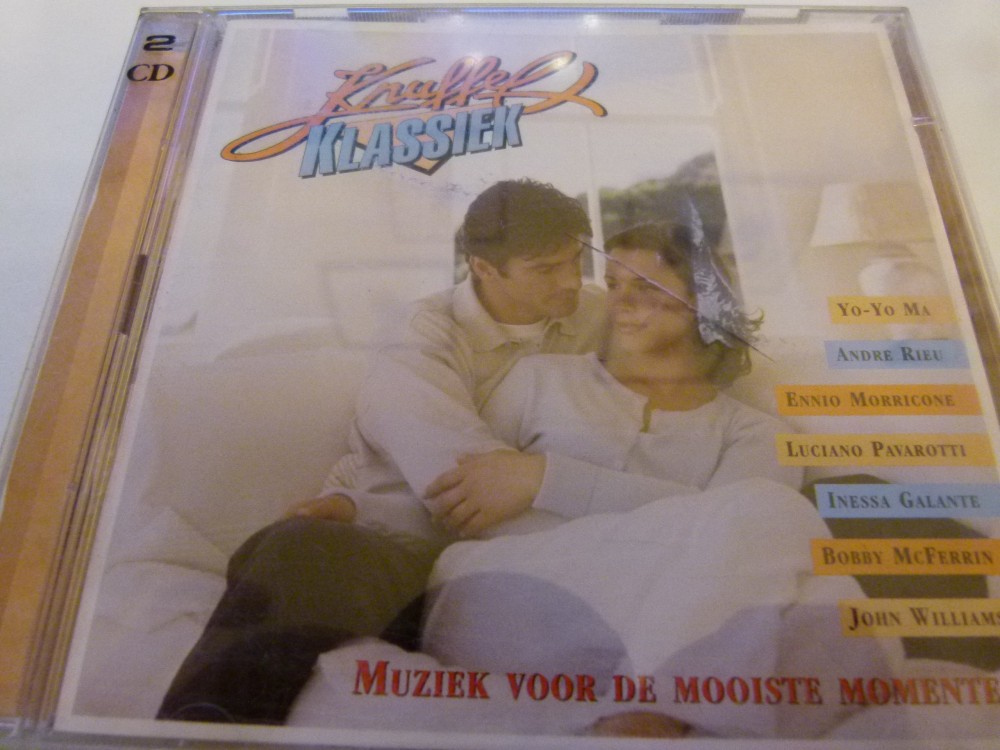 2
CD
Knuffel
KLASSIEK
YO-YO MA
ANDRE RIEU
ENNIO MORRICONE
LUCIANO PAVAROTTI
INESSA GALANTE
BOBBY MCFERRIN
JOHN WILLIAMS
MUZIEK VOOR DE MOOISTE MOMENTE